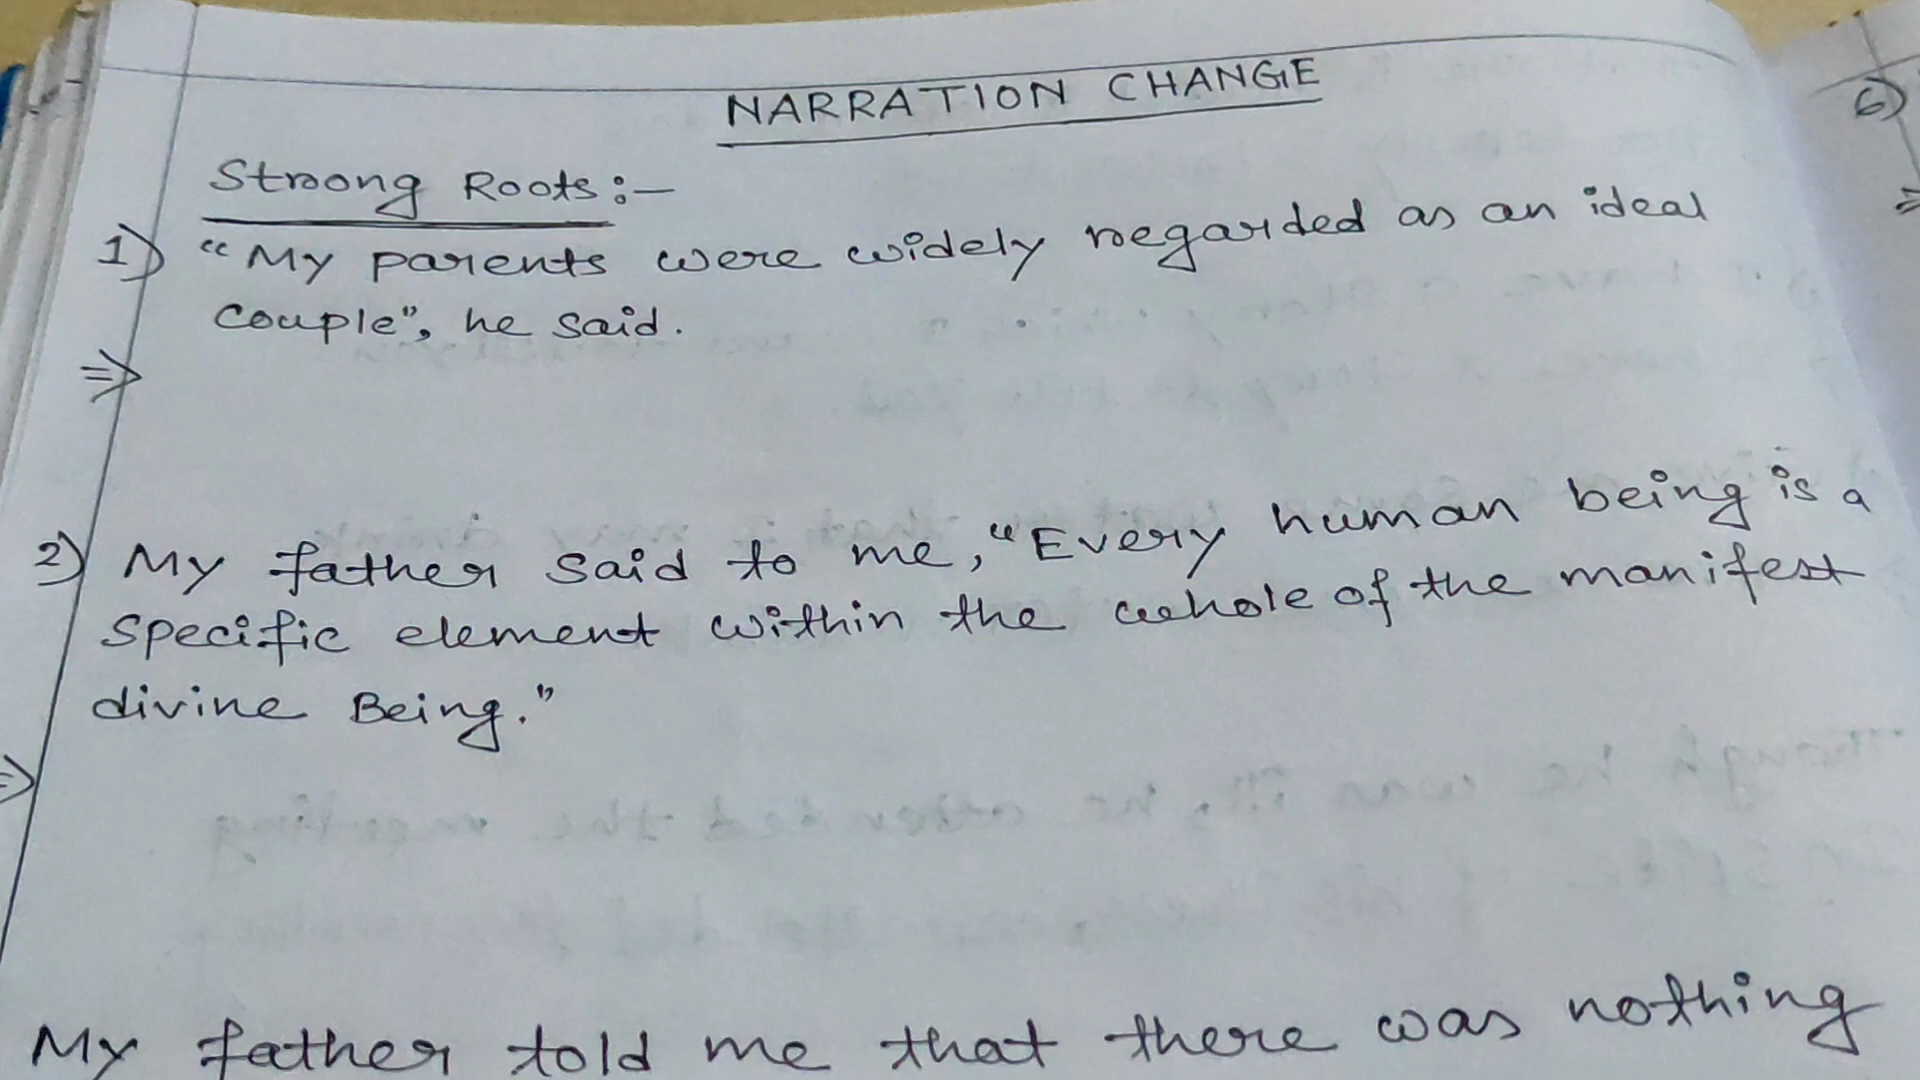 NARRATION CHANGE
Strong Roots :-
1) "My parents were widely regarded as an ideal
couple", he said.
⇒
2) My father said to me, "Every human being is a
specific element within the whole of the manifest
divine Being."
⇒
My father told me that there was nothing
6)
⇒